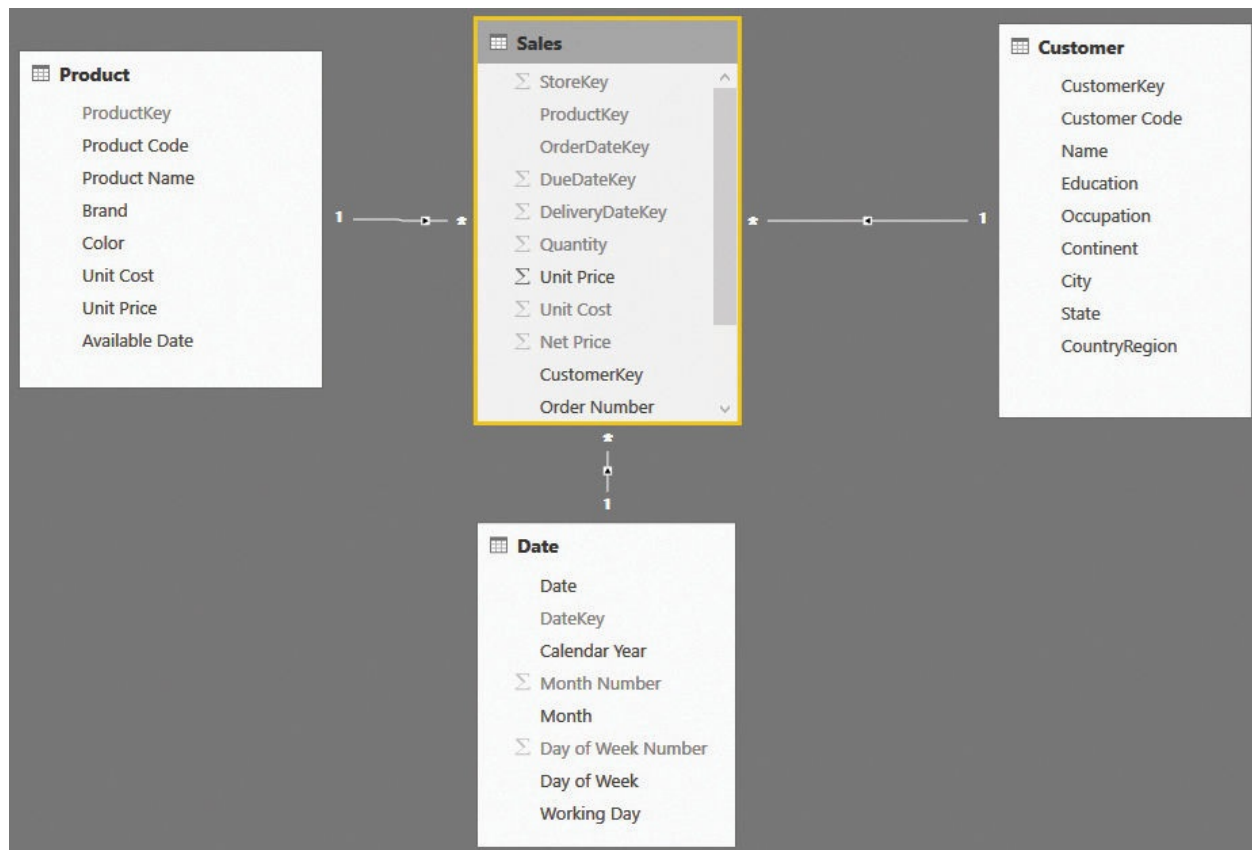 Product
ProductKey
Product Code
Product Name
Brand
Color
Unit Cost
Unit Price
Available Date
1
*
Sales
StoreKey
ProductKey
OrderDateKey
DueDateKey
DeliveryDateKey
Quantity
Unit Price
Unit Cost
Net Price
CustomerKey
Order Number
*
1
Customer
CustomerKey
Customer Code
Name
Education
Occupation
Continent
City
State
CountryRegion
*
1
Date
Date
DateKey
Calendar Year
Month Number
Month
Day of Week Number
Day of Week
Working Day